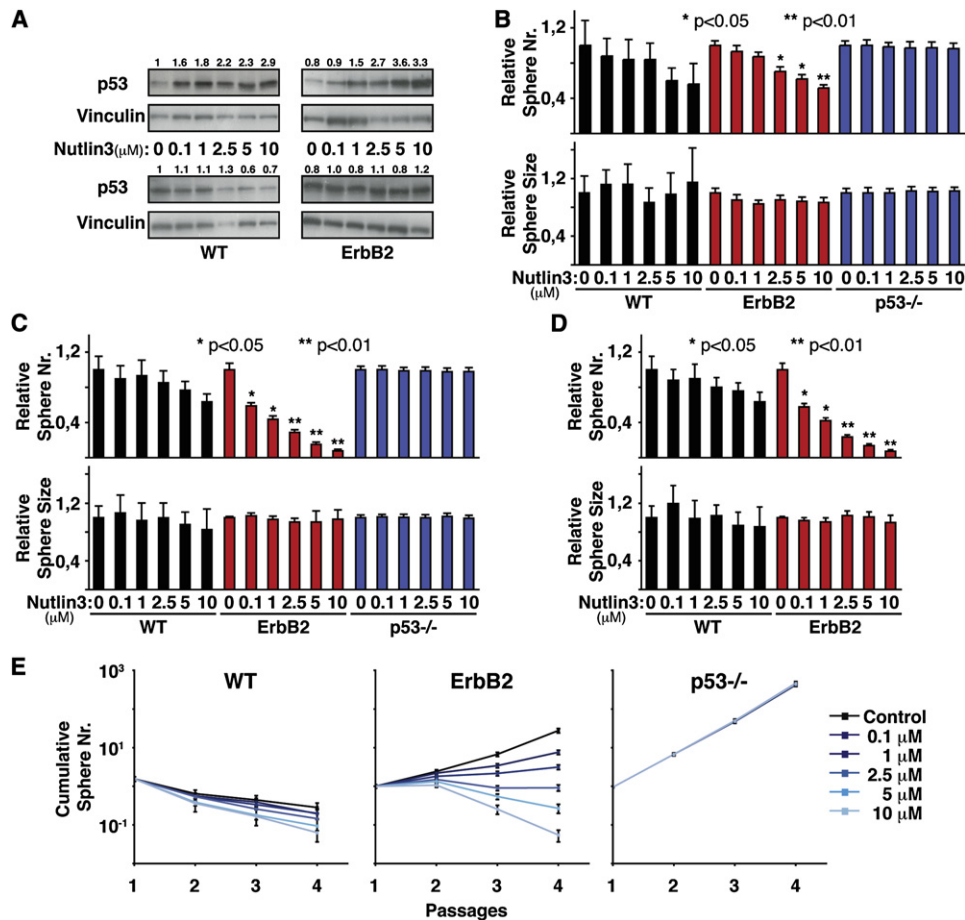 A
1 1.6 1.8 2.2 2.3 2.9
0.8 0.9 1.5 2.7 3.6 3.3
p53
Vinculin
Nutlin3(μM): 0 0.1 1 2.5 5 10 0 0.1 1 2.5 5 10
1 1.1 1.1 1.3 0.6 0.7
0.8 1.0 0.8 1.1 0.8 1.2
p53
Vinculin
WT ErbB2
B
* p<0.05 ** p<0.01
Relative
Sphere Nr.
1,2
0,4
* * **
Relative
Sphere Size
1,2
0,4
Nutlin3: 0 0.1 1 2.5 5 10 0 0.1 1 2.5 5 10 0 0.1 1 2.5 5 10
(μM)
WT ErbB2 p53-/-
C
* p<0.05 ** p<0.01
Relative
Sphere Nr.
1,2
0,4
* * ** ** **
Relative
Sphere Size
1,2
0,4
Nutlin3: 0 0.1 1 2.5 5 10 0 0.1 1 2.5 5 10 0 0.1 1 2.5 5 10
(μM)
WT ErbB2 p53-/-
D
* p<0.05 ** p<0.01
Relative
Sphere Nr.
1,2
0,4
* * ** ** **
Relative
Sphere Size
1,2
0,4
Nutlin3: 0 0.1 1 2.5 5 10 0 0.1 1 2.5 5 10
(μM)
WT ErbB2
E
WT ErbB2 p53-/-
Cumulative
Sphere Nr.
10³
10¹
10⁻¹
1 2 3 4 1 2 3 4 1 2 3 4
Passages
Control
0.1 μM
1 μM
2.5 μM
5 μM
10 μM